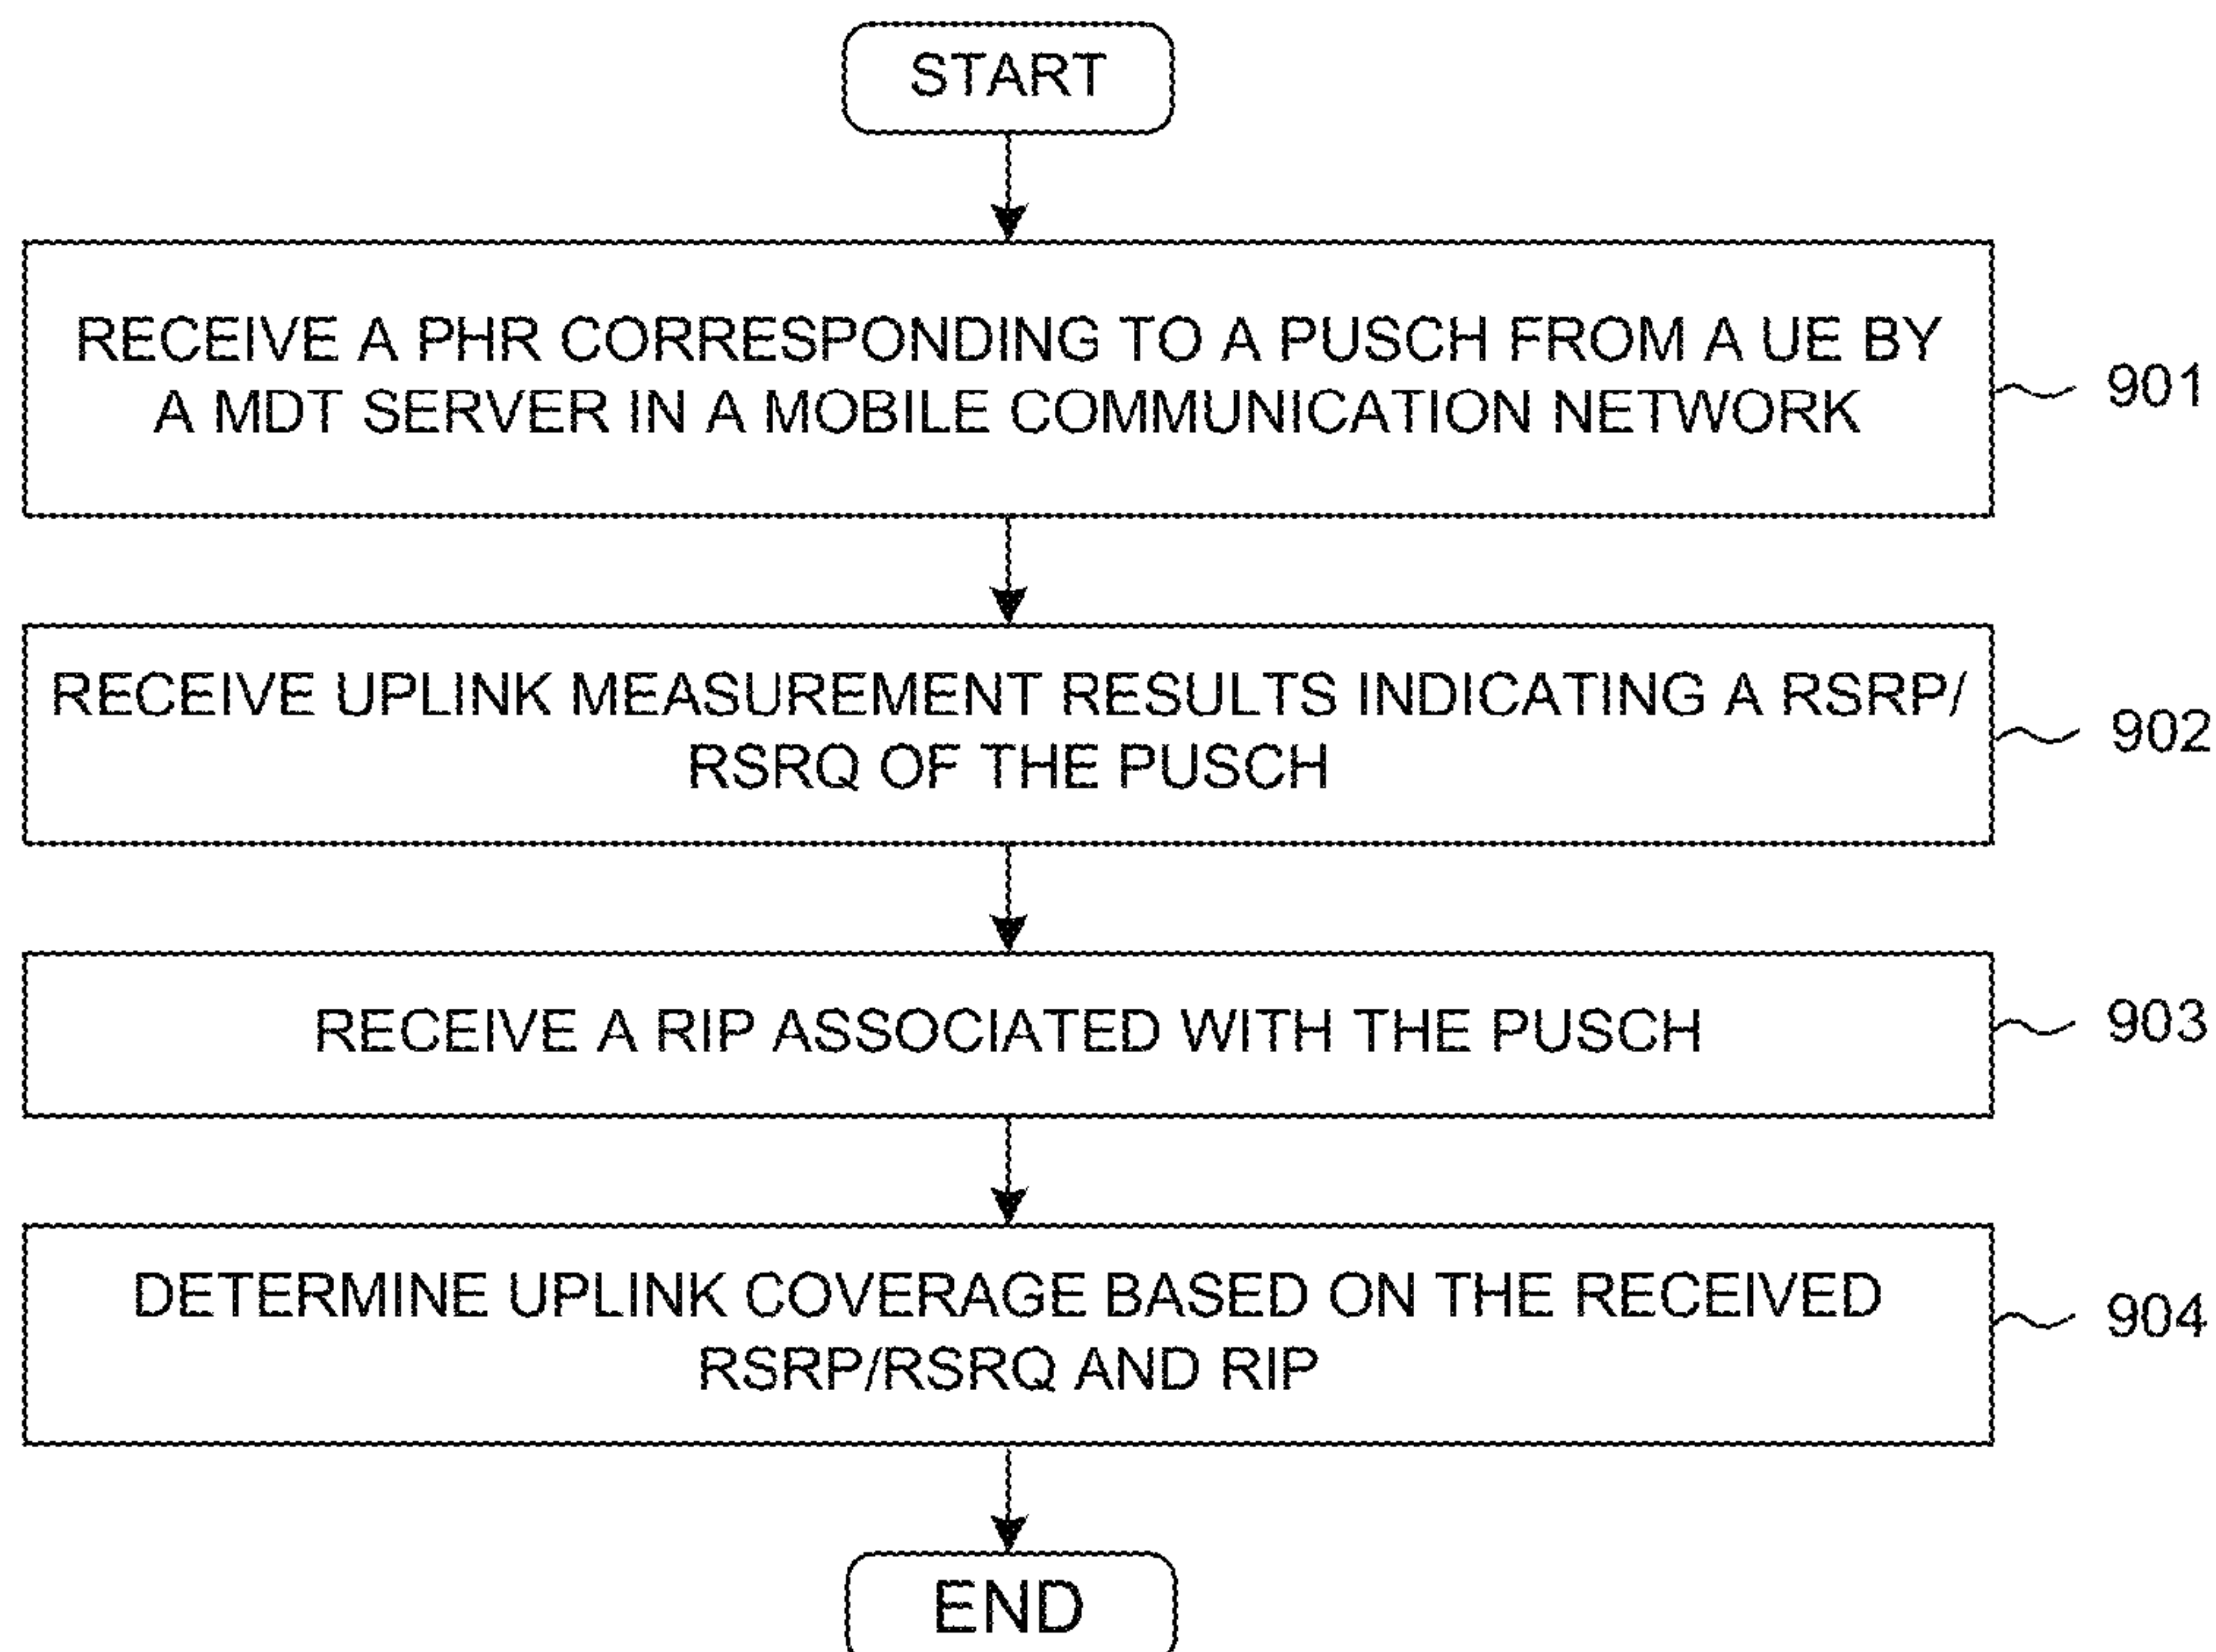 START
RECEIVE A PHR CORRESPONDING TO A PUSCH FROM A UE BY
A MDT SERVER IN A MOBILE COMMUNICATION NETWORK
901
RECEIVE UPLINK MEASUREMENT RESULTS INDICATING A RSRP/
RSRQ OF THE PUSCH
902
RECEIVE A RIP ASSOCIATED WITH THE PUSCH
903
DETERMINE UPLINK COVERAGE BASED ON THE RECEIVED
RSRP/RSRQ AND RIP
904
END